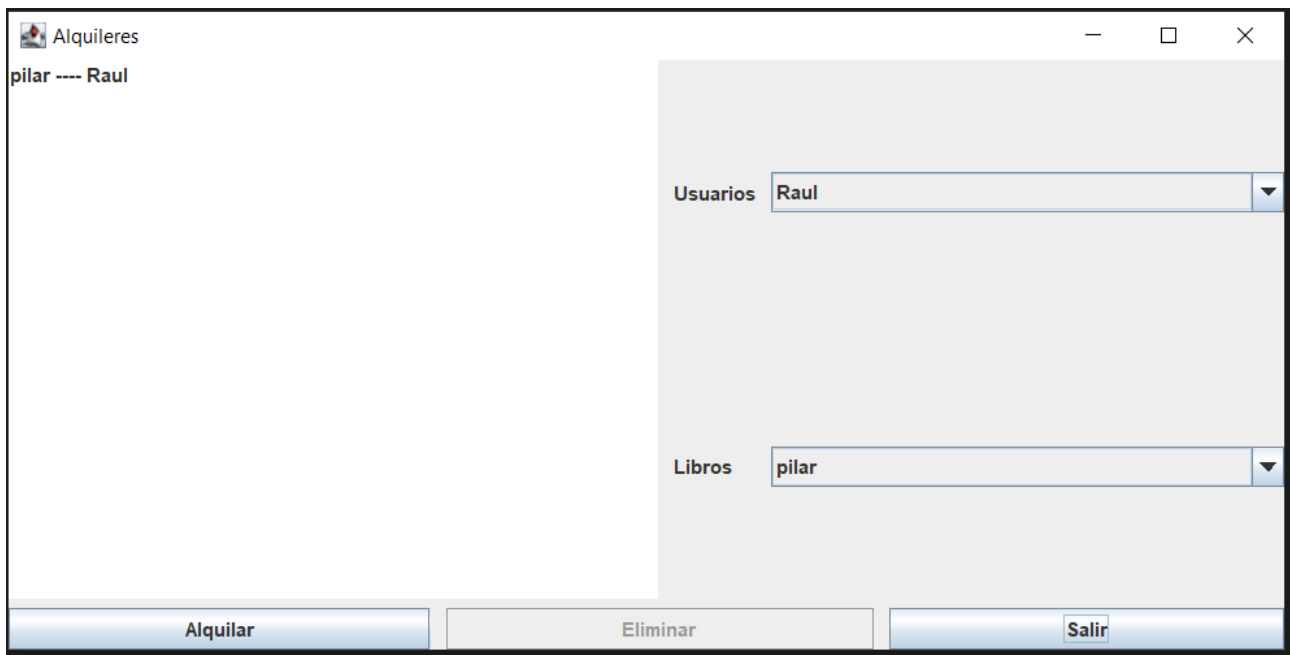 Alquileres
pilar ---- Raul
Usuarios Raul
Libros pilar
Alquilar Eliminar Salir